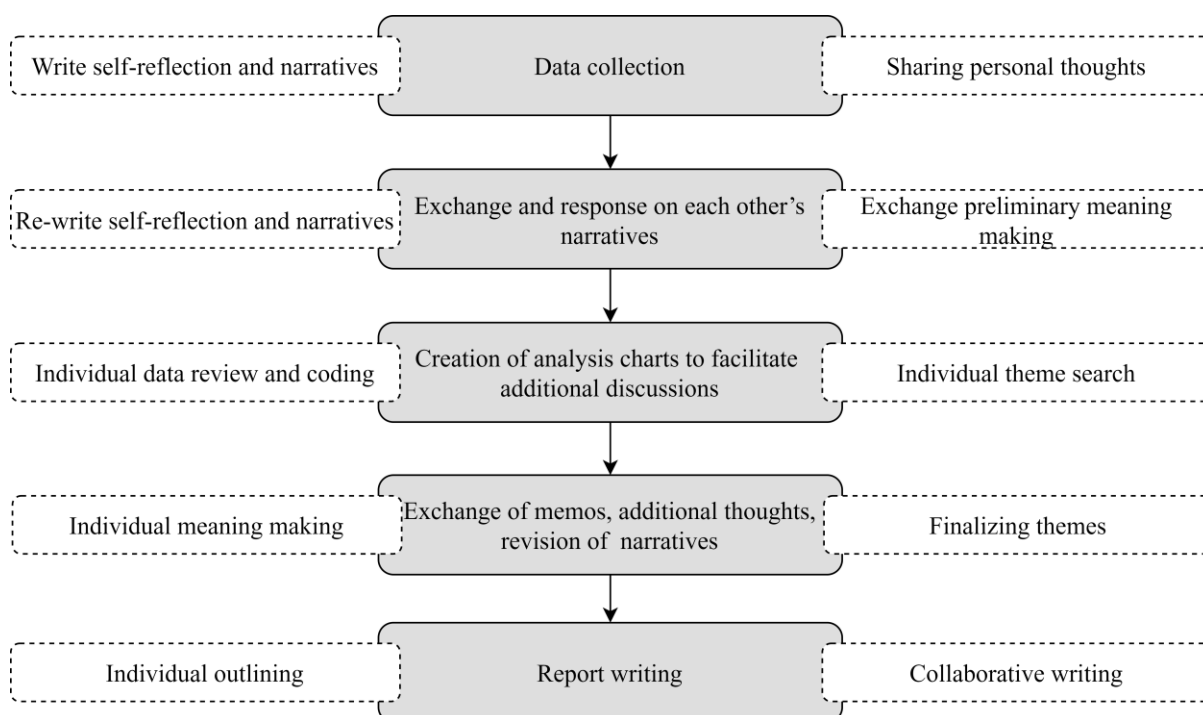 Write self-reflection and narratives
Data collection
Sharing personal thoughts
Re-write self-reflection and narratives
Exchange and response on each other's
narratives
Exchange preliminary meaning
making
Individual data review and coding
Creation of analysis charts to facilitate
additional discussions
Individual theme search
Individual meaning making
Exchange of memos, additional thoughts,
revision of narratives
Finalizing themes
Individual outlining
Report writing
Collaborative writing